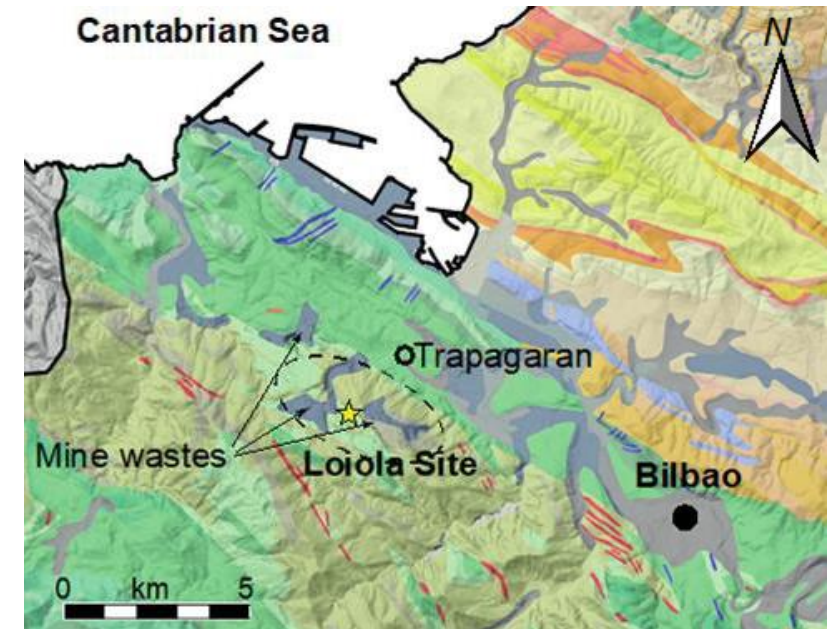 Cantabrian Sea
N
Trapagaran
Mine wastes
Loiola Site
Bilbao
0 km 5